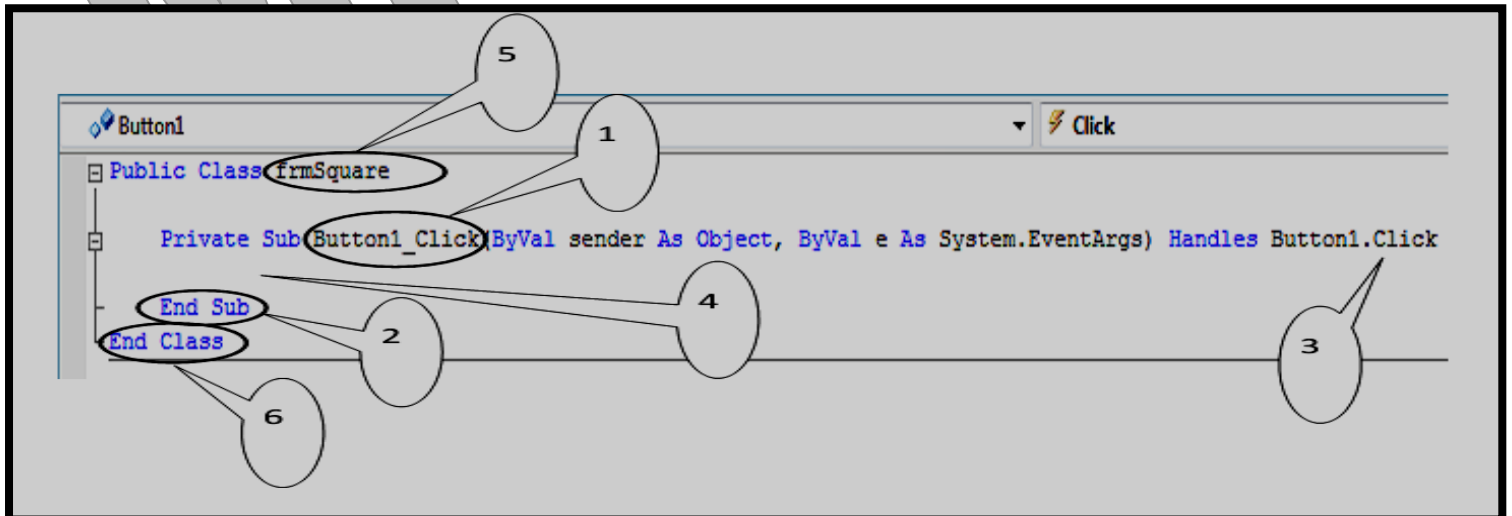 5
Button1 Click
1
Public Class frmSquare
Private Sub Button1_Click(ByVal sender As Object, ByVal e As System.EventArgs) Handles Button1.Click
4
End Sub
2
3
End Class
6